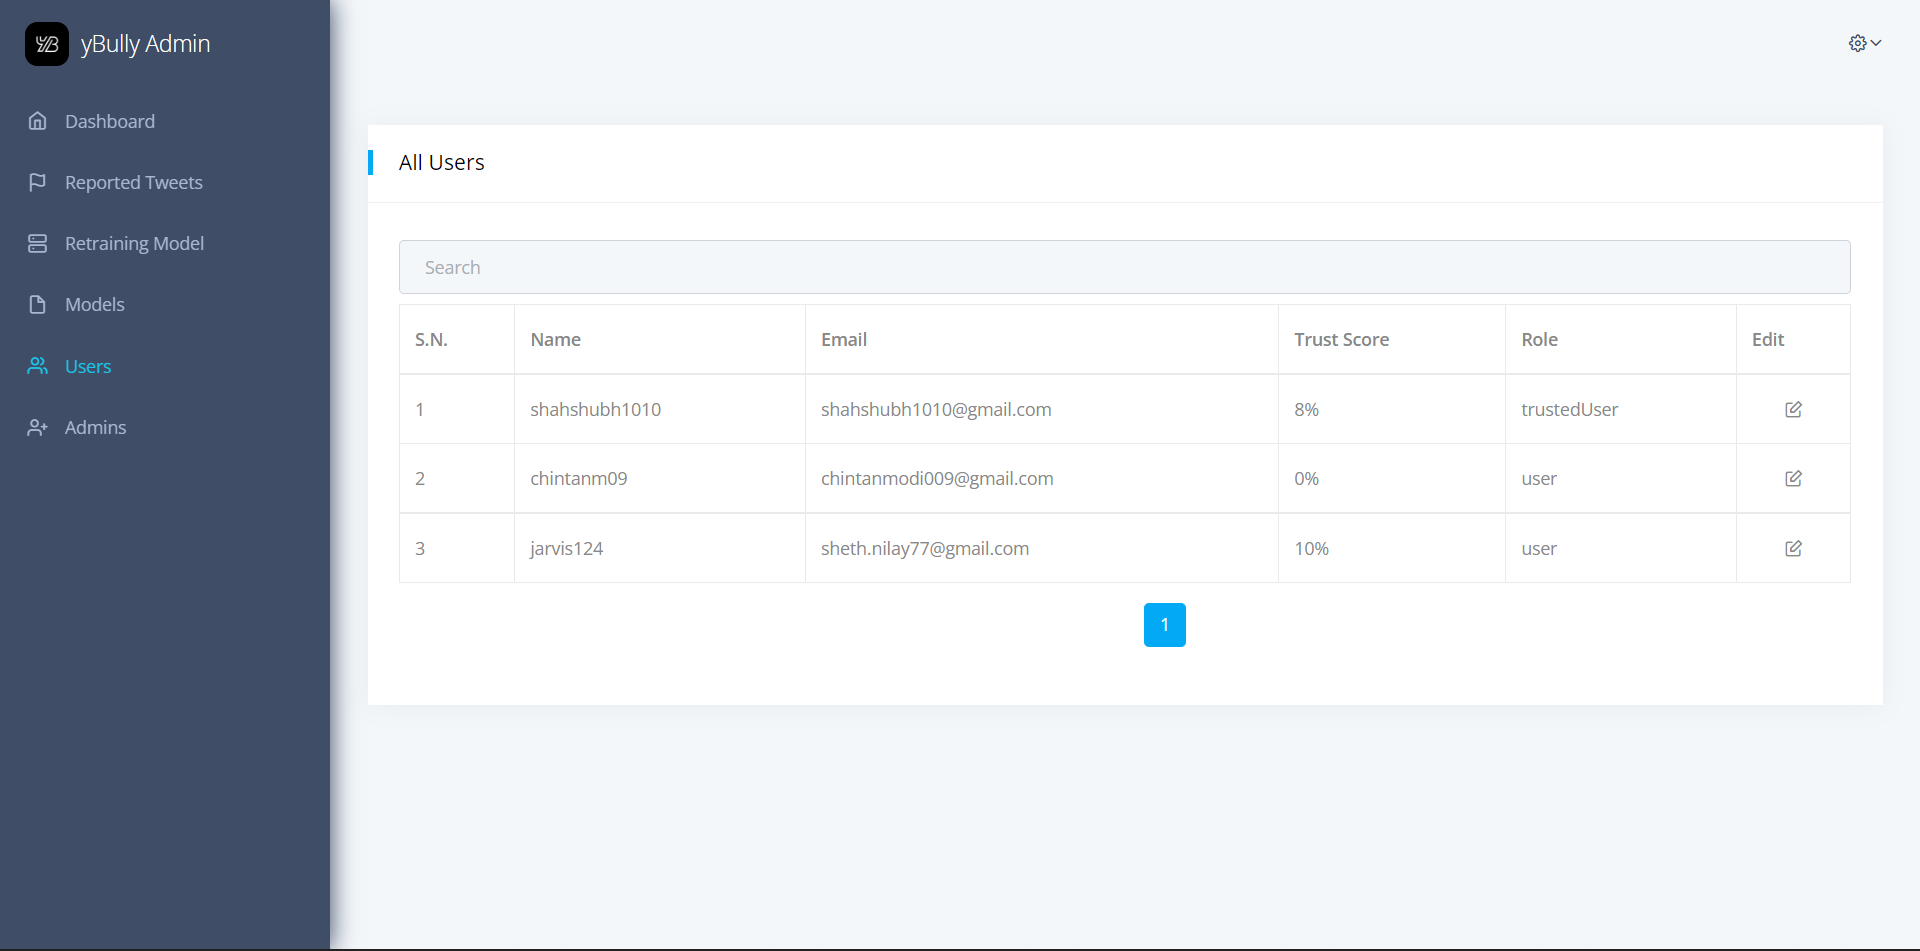 YB yBully Admin
Dashboard
Reported Tweets
Retraining Model
Models
Users
Admins
All Users
Search
S.N. Name Email Trust Score Role Edit
1 shahshubh1010 shahshubh1010@gmail.com 8% trustedUser
2 chintanm09 chintanmodi009@gmail.com 0% user
3 jarvis124 sheth.nilay77@gmail.com 10% user
1